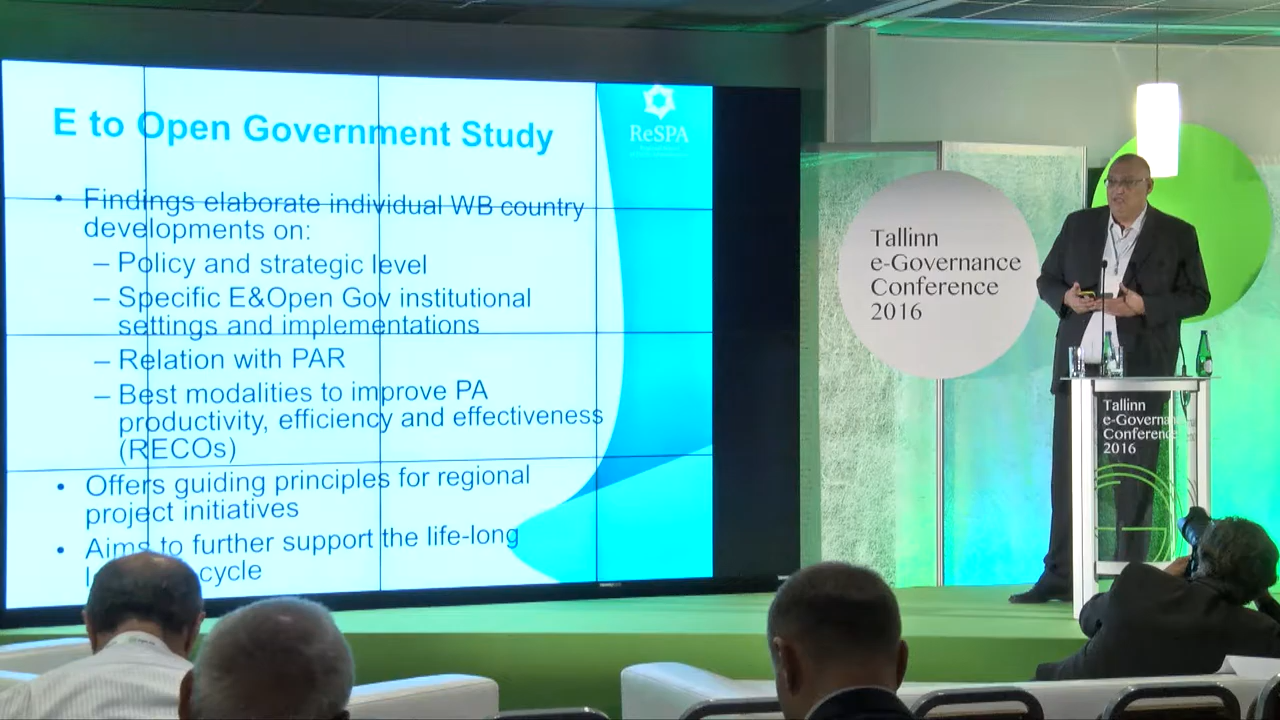 E to Open Government Study
ReSPA
• Findings elaborate individual WB country
developments on:
– Policy and strategic level
– Specific E&Open Gov institutional
settings and implementations
– Relation with PAR
– Best modalities to improve PA
productivity, efficiency and effectiveness
(RECOs)
• Offers guiding principles for regional
project initiatives
• Aims to further support the life-long
cycle
Tallinn
e-Governance
Conference
2016
Tallinn
e-Governan
Conference
2016